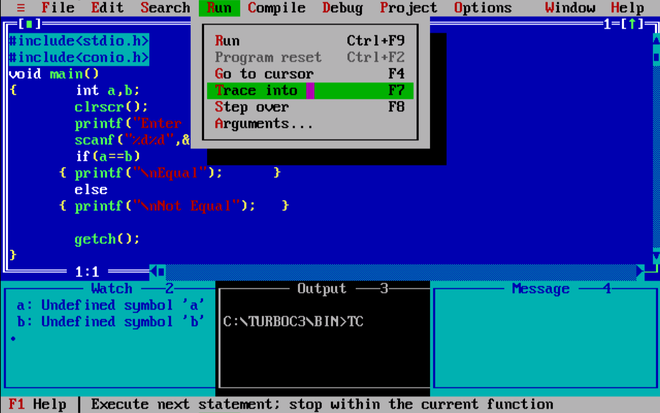 ≡ File Edit Search Run Compile Debug Project Options Window Help
[■] 1=[↑]
#include<stdio.h>
#include<conio.h>
void main()
{ int a,b;
clrscr();
printf("Enter
scanf("%d%d",&
if(a==b)
{ printf("\nEqual"); }
else
{ printf("\nNot Equal"); }
getch();
}
1:1
Run Ctrl+F9
Program reset Ctrl+F2
Go to cursor F4
Trace into F7
Step over F8
Arguments...
Watch 2
a: Undefined symbol 'a'
b: Undefined symbol 'b'
Output 3
C:\TURBOC3\BIN>TC
Message 4
F1 Help | Execute next statement; stop within the current function